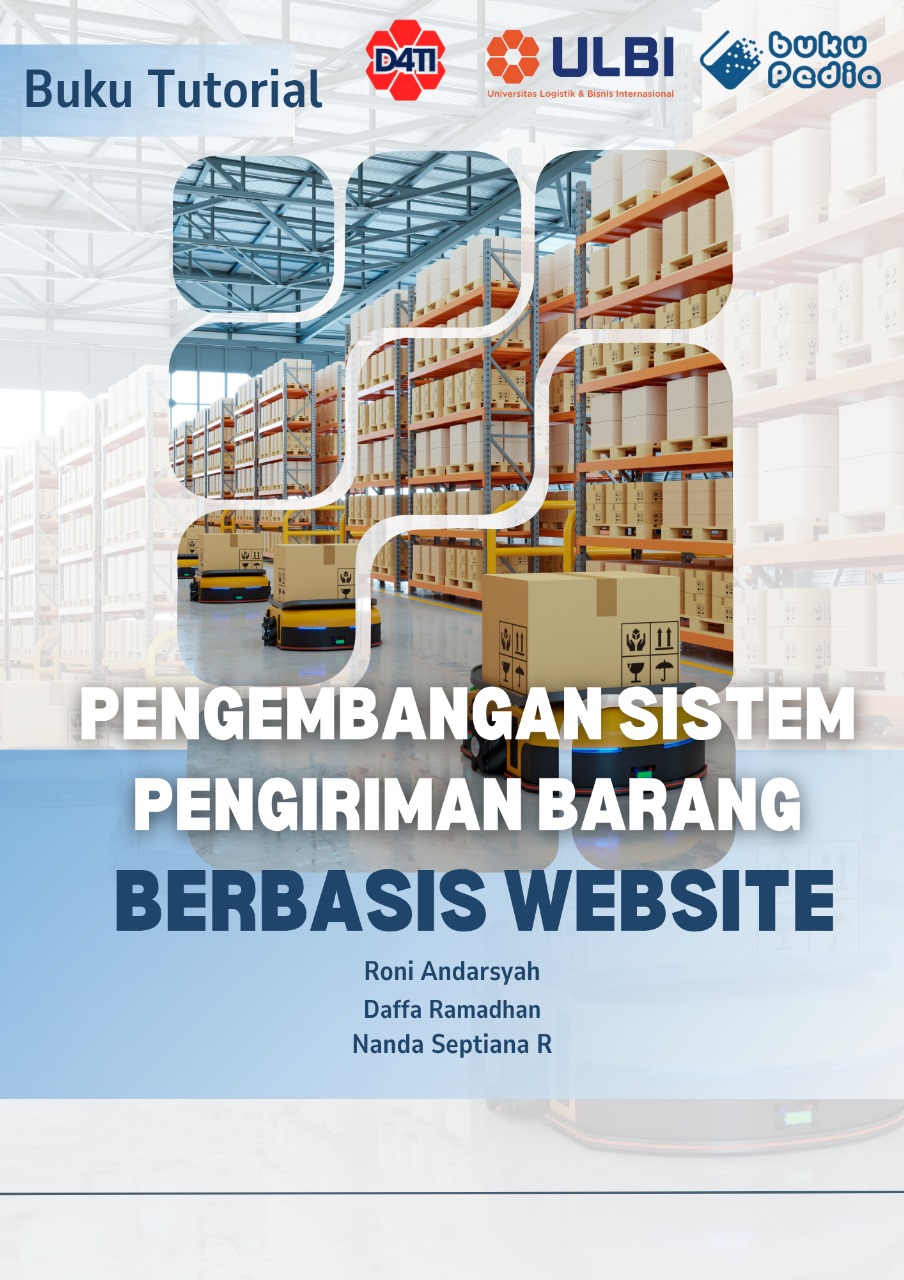 Buku Tutorial
D4TI
ULBI
Universitas Logistik & Bisnis Internasional
buku
Pedia
PENGEMBANGAN SISTEM
PENGIRIMAN BARANG
BERBASIS WEBSITE
Roni Andarsyah
Daffa Ramadhan
Nanda Septiana R